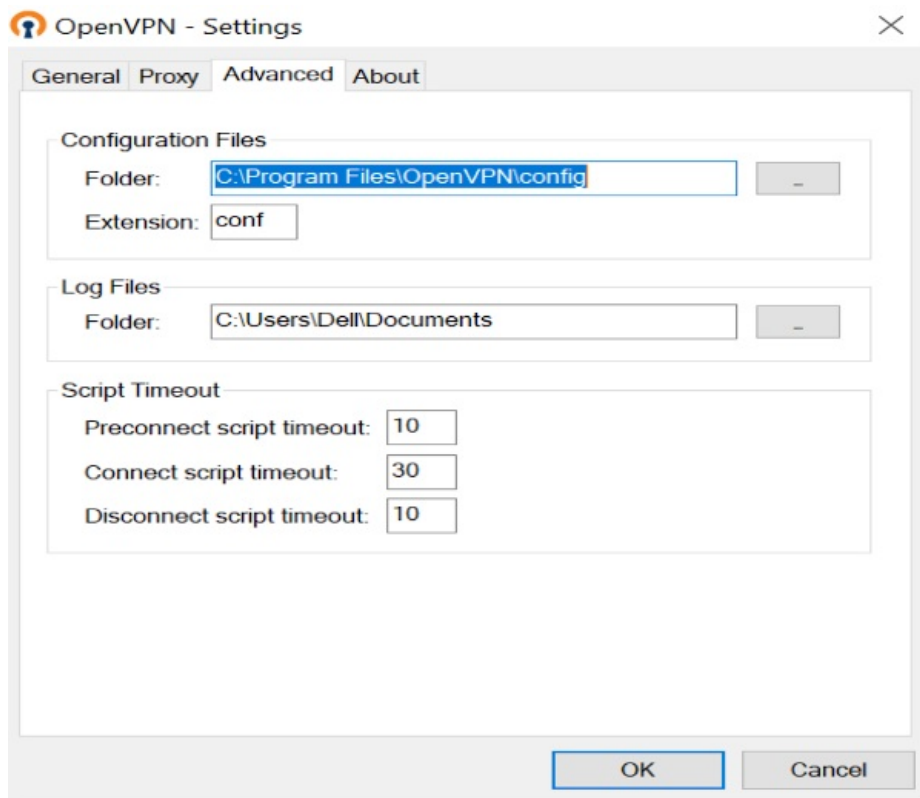 OpenVPN - Settings
General Proxy Advanced About
Configuration Files
Folder: C:\Program Files\OpenVPN\config
Extension: conf
Log Files
Folder: C:\Users\Dell\Documents
Script Timeout
Preconnect script timeout: 10
Connect script timeout: 30
Disconnect script timeout: 10
OK Cancel